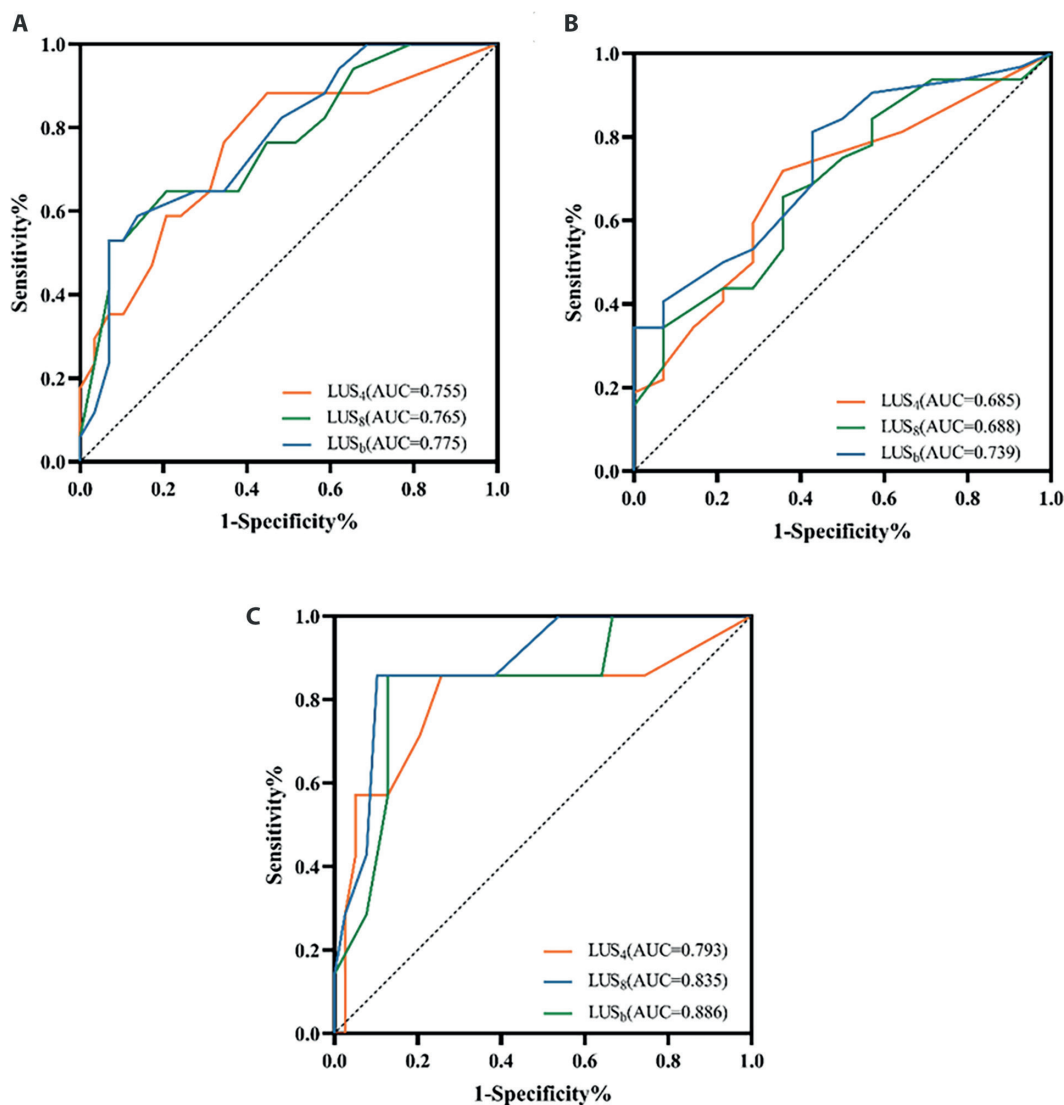 A
Sensitivity%
1.0
0.8
0.6
0.4
0.2
0.0
LUS₄(AUC=0.755)
LUS₈(AUC=0.765)
LUSb(AUC=0.775)
0.0 0.2 0.4 0.6 0.8 1.0
1-Specificity%
B
Sensitivity%
1.0
0.8
0.6
0.4
0.2
0.0
LUS₄(AUC=0.685)
LUS₈(AUC=0.688)
LUSb(AUC=0.739)
0.0 0.2 0.4 0.6 0.8 1.0
1-Specificity%
C
Sensitivity%
1.0
0.8
0.6
0.4
0.2
0.0
LUS₄(AUC=0.793)
LUS₈(AUC=0.835)
LUSb(AUC=0.886)
0.0 0.2 0.4 0.6 0.8 1.0
1-Specificity%